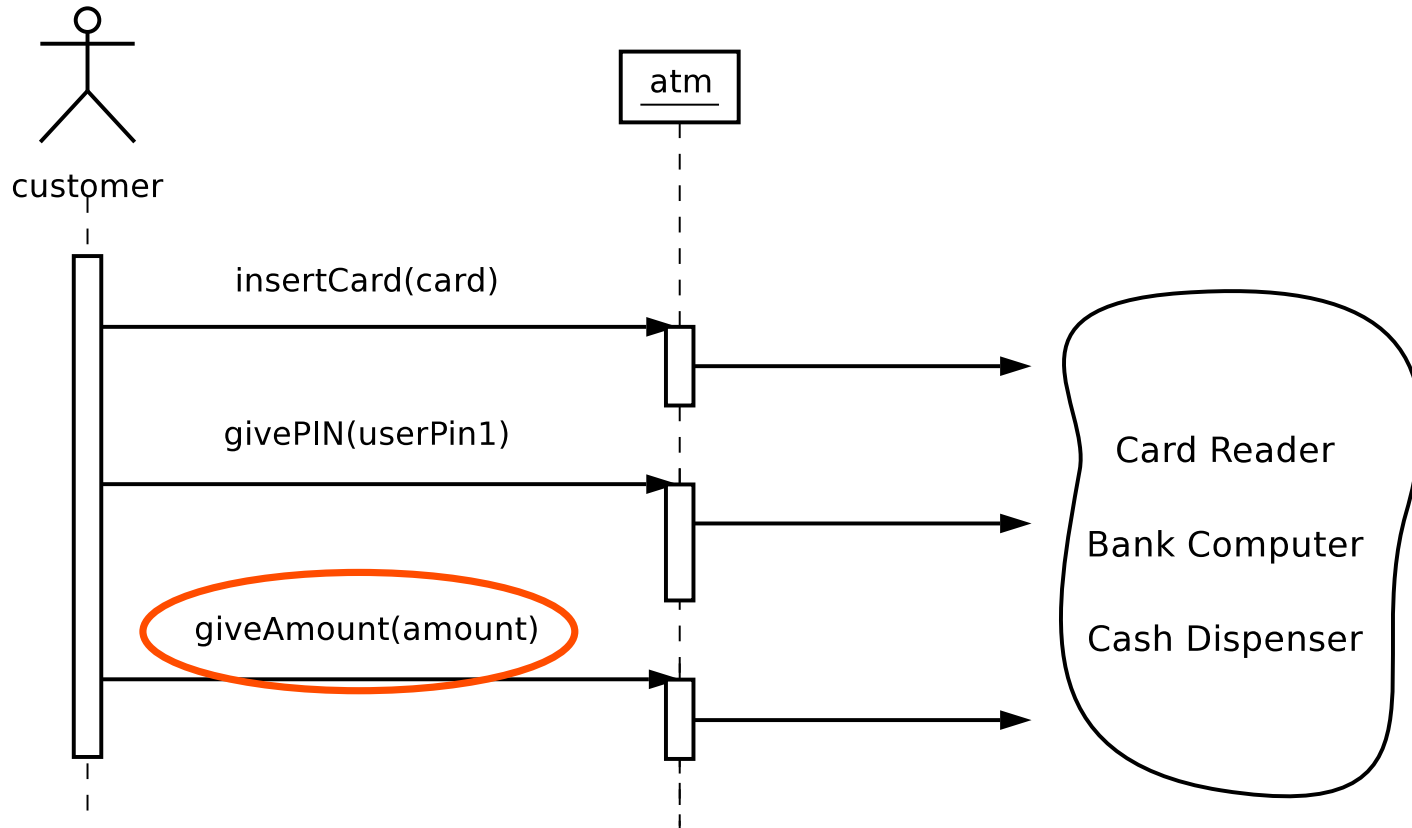 customer
atm
insertCard(card)
givePIN(userPin1)
giveAmount(amount)
Card Reader
Bank Computer
Cash Dispenser